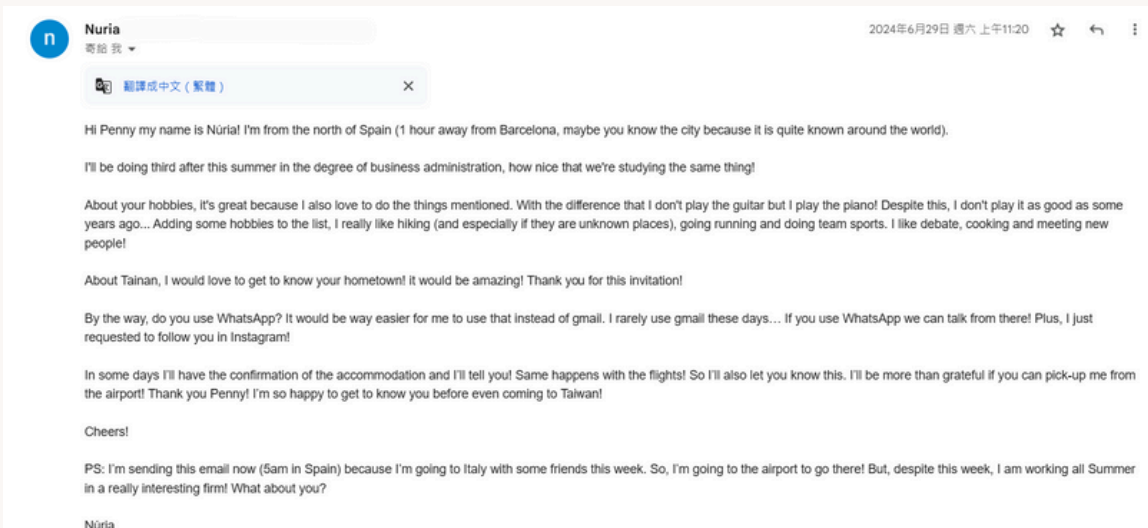 n
Nuria
2024年6月29日 週六 上午11:20
寄給 我
翻譯成中文（繁體）
Hi Penny my name is Núria! I'm from the north of Spain (1 hour away from Barcelona, maybe you know the city because it is quite known around the world).
I'll be doing third after this summer in the degree of business administration, how nice that we're studying the same thing!
About your hobbies, it's great because I also love to do the things mentioned. With the difference that I don't play the guitar but I play the piano! Despite this, I don't play it as good as some
years ago... Adding some hobbies to the list, I really like hiking (and especially if they are unknown places), going running and doing team sports. I like debate, cooking and meeting new
people!
About Tainan, I would love to get to know your hometown! it would be amazing! Thank you for this invitation!
By the way, do you use WhatsApp? It would be way easier for me to use that instead of gmail. I rarely use gmail these days… If you use WhatsApp we can talk from there! Plus, I just
requested to follow you in Instagram!
In some days I'll have the confirmation of the accommodation and I'll tell you! Same happens with the flights! So I'll also let you know this. I'll be more than grateful if you can pick-up me from
the airport! Thank you Penny! I'm so happy to get to know you before even coming to Taiwan!
Cheers!
PS: I'm sending this email now (5am in Spain) because I'm going to Italy with some friends this week. So, I'm going to the airport to go there! But, despite this week, I am working all Summer
in a really interesting firm! What about you?
Núria